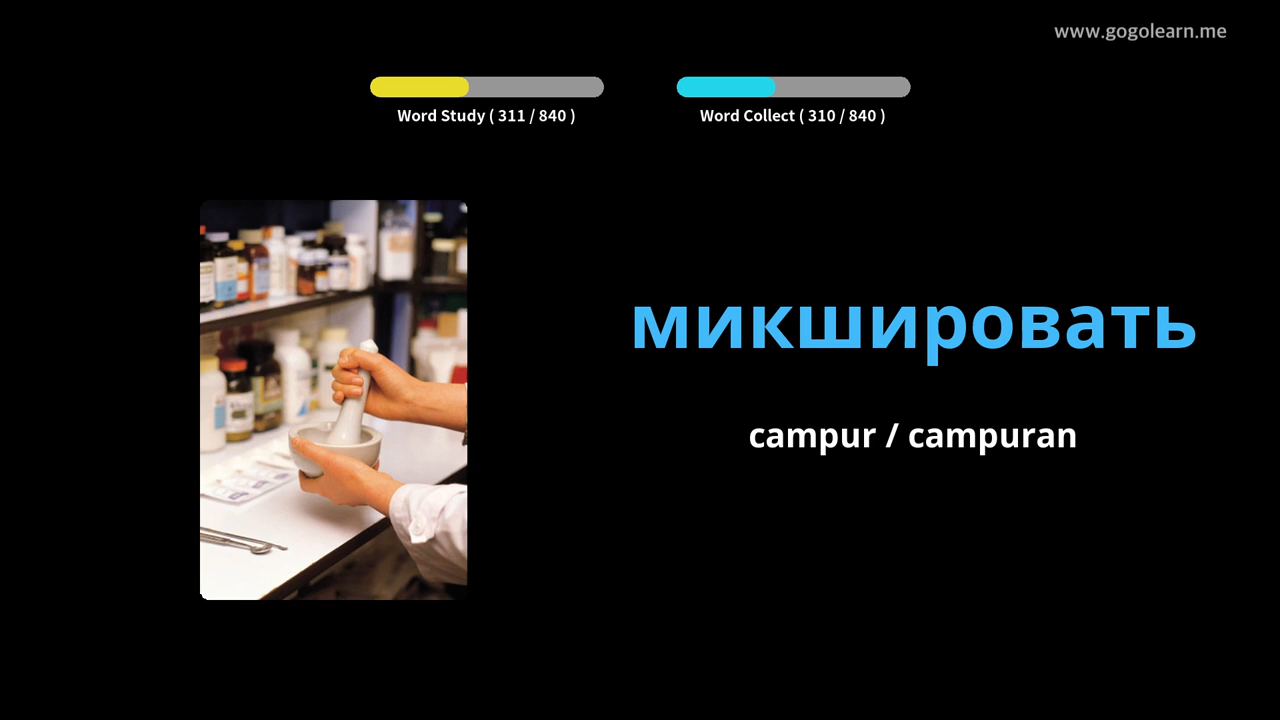 www.gogolearn.me
Word Study ( 311 / 840 )
Word Collect ( 310 / 840 )
микшировать
campur / campuran